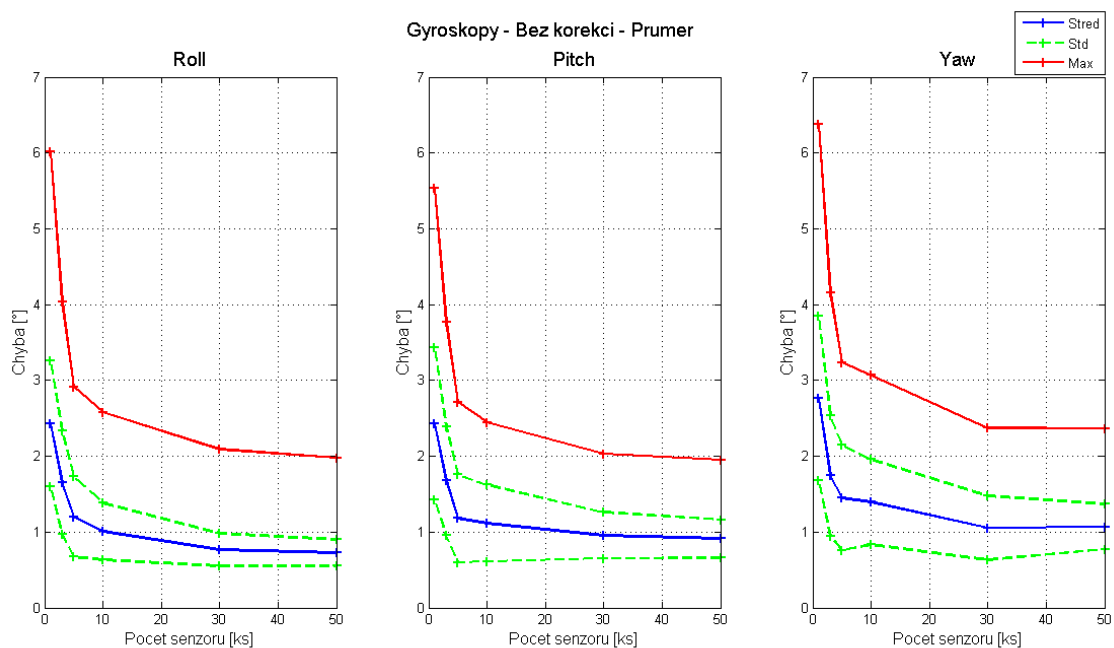 Gyroskopy - Bez korekci - Prumer
Stred
Std
Max
Roll
Pitch
Yaw
Chyba [°]
7
6
5
4
3
2
1
0
0 10 20 30 40 50
Pocet senzoru [ks]
Chyba [°]
7
6
5
4
3
2
1
0
0 10 20 30 40 50
Pocet senzoru [ks]
Chyba [°]
7
6
5
4
3
2
1
0
0 10 20 30 40 50
Pocet senzoru [ks]